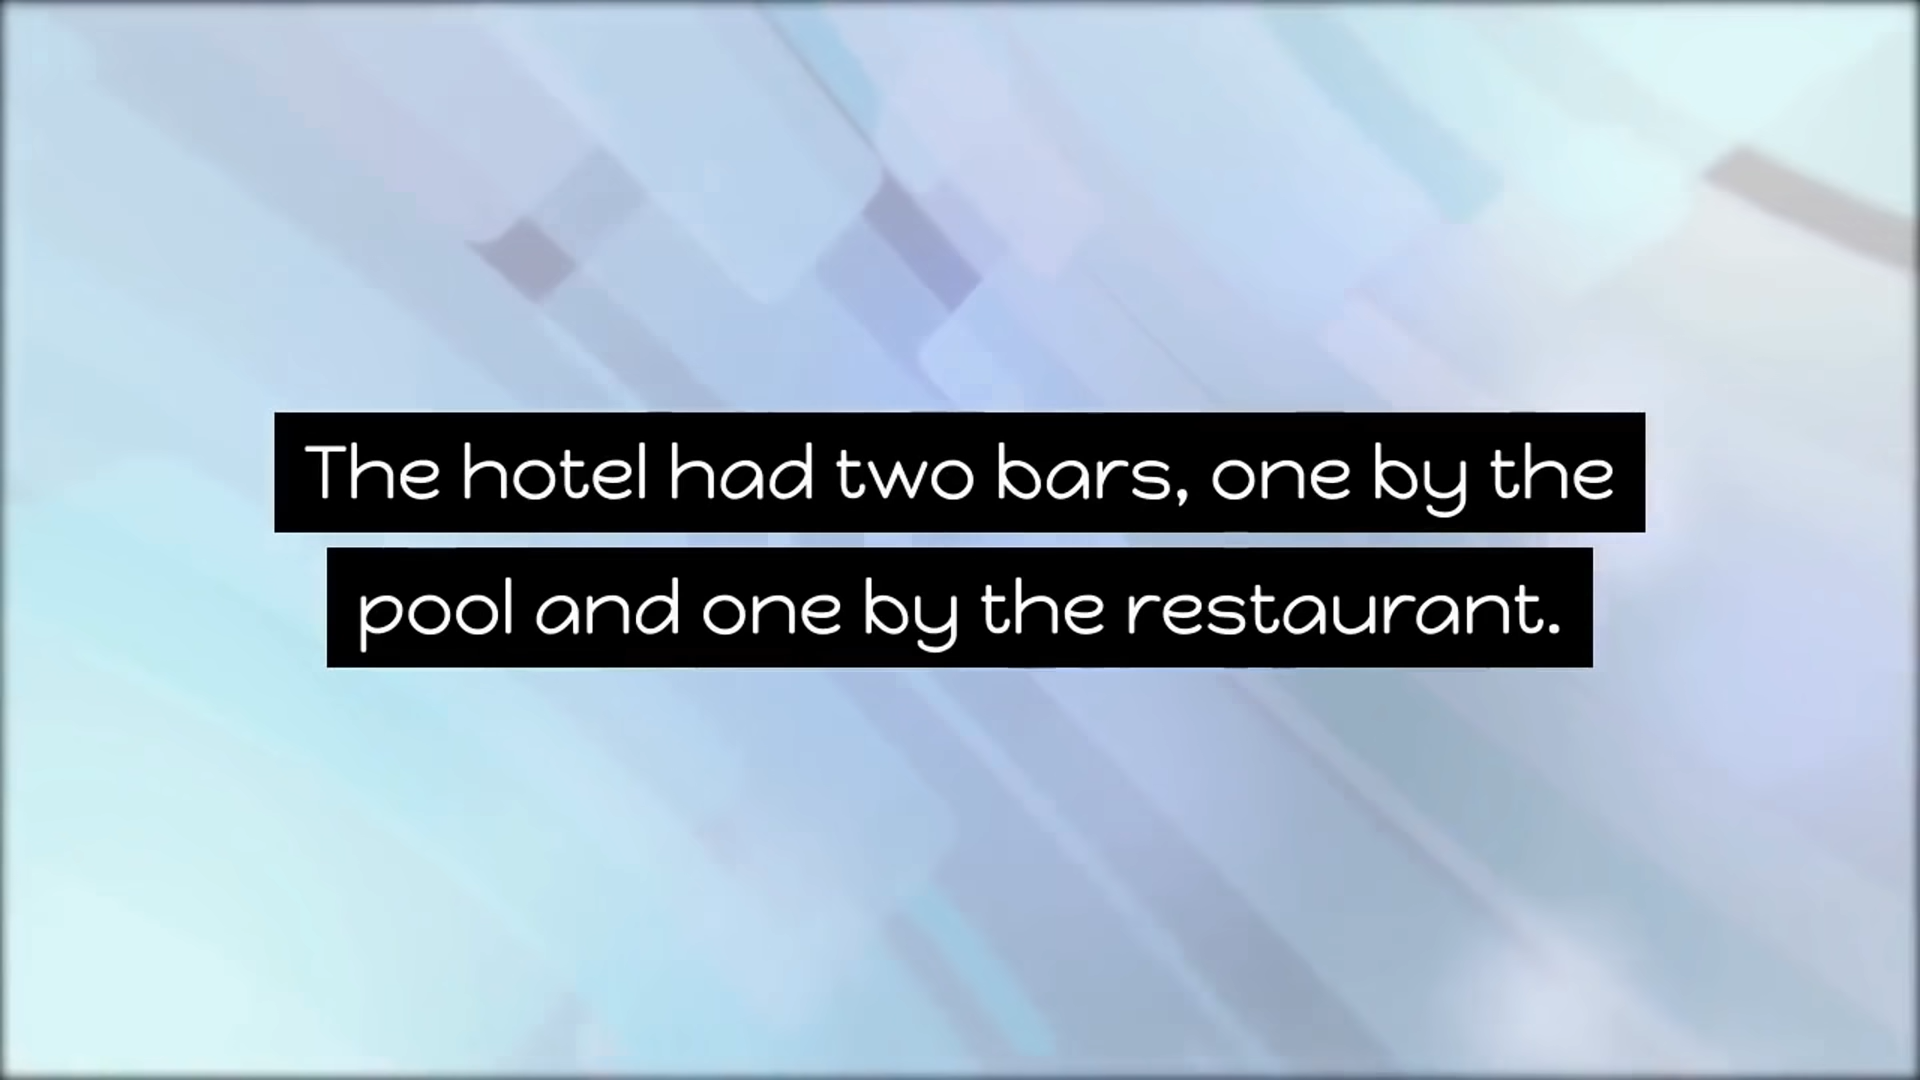 The hotel had two bars, one by the
pool and one by the restaurant.